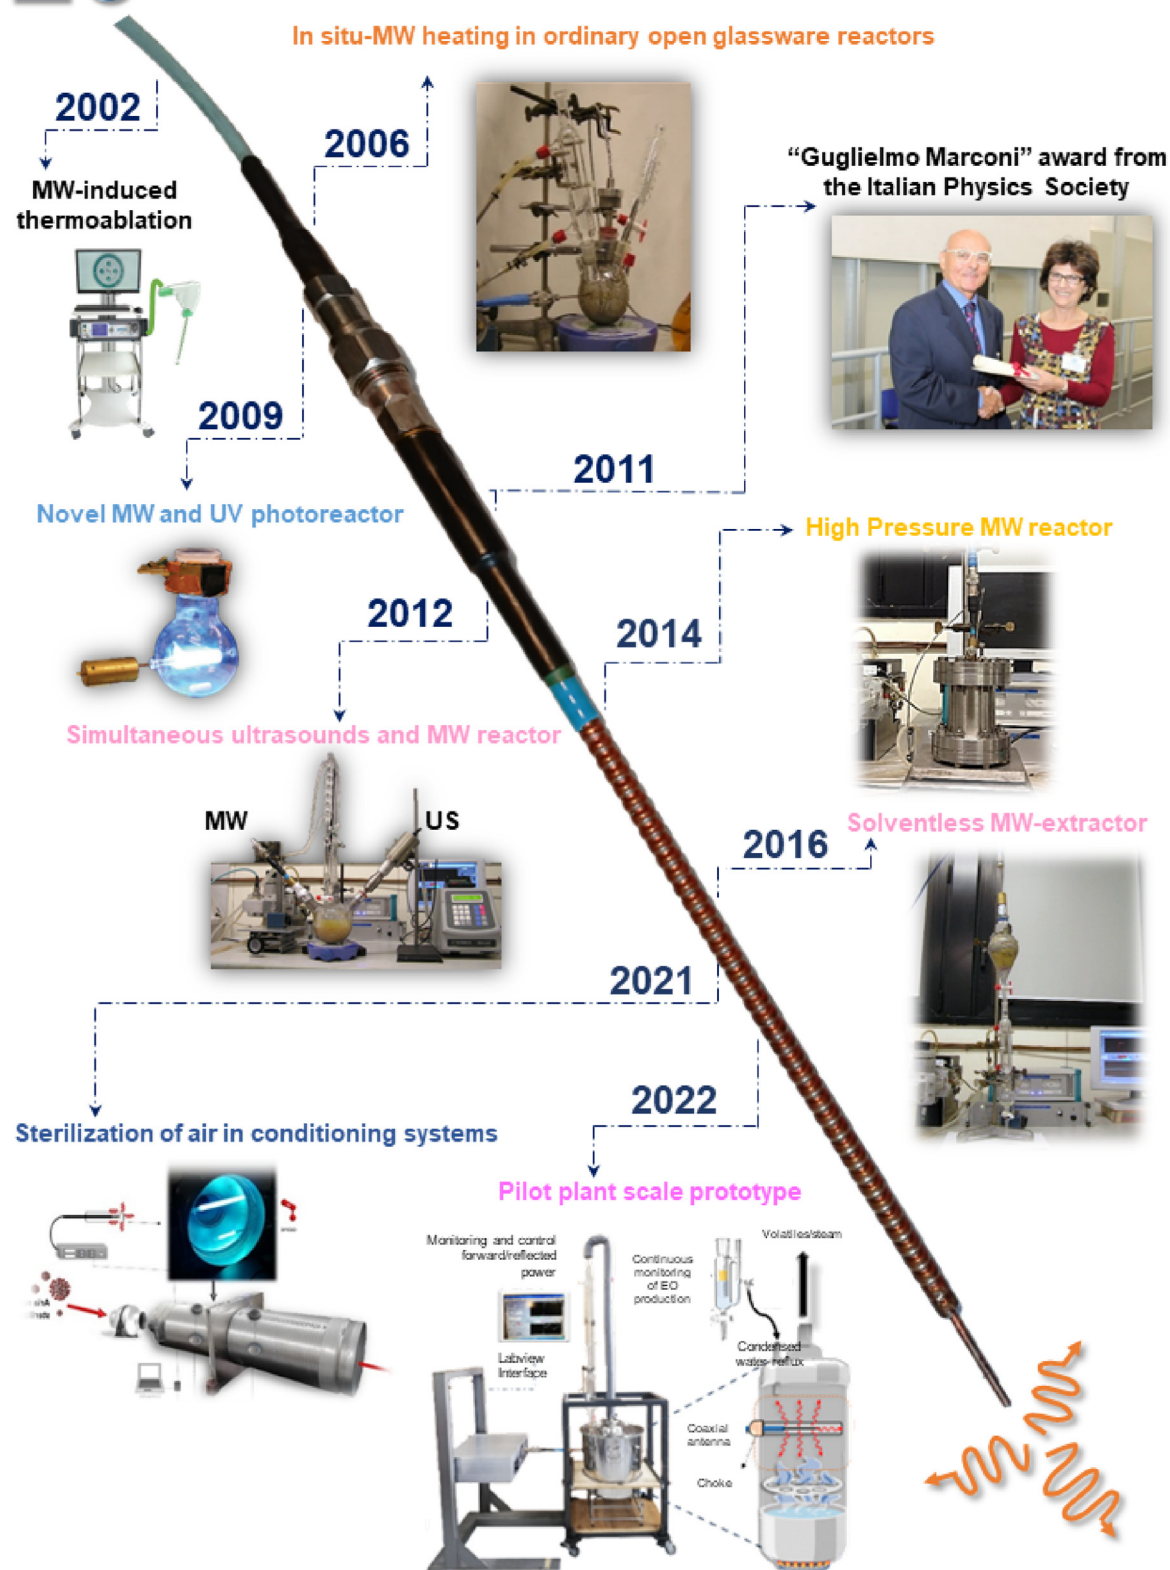 In situ-MW heating in ordinary open glassware reactors
2002
2006
MW-induced
thermoablation
“Guglielmo Marconi” award from
the Italian Physics Society
2009
2011
Novel MW and UV photoreactor
High Pressure MW reactor
2012
2014
Simultaneous ultrasounds and MW reactor
MW
US
2016
Solventless MW-extractor
2021
2022
Sterilization of air in conditioning systems
Pilot plant scale prototype
Monitoring and control
forward/reflected
power
Labview
Interface
Continuous
monitoring
of EO
production
Volatiles/steam
Condensed
water reflux
Coaxial
antenna
Choke